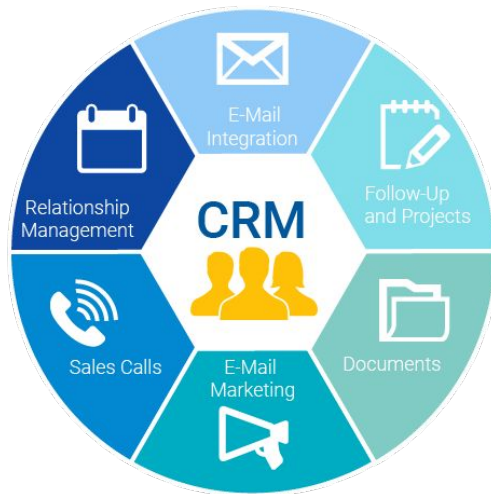 E-Mail
Integration
Follow-Up
and Projects
Documents
E-Mail
Marketing
Sales Calls
Relationship
Management
CRM